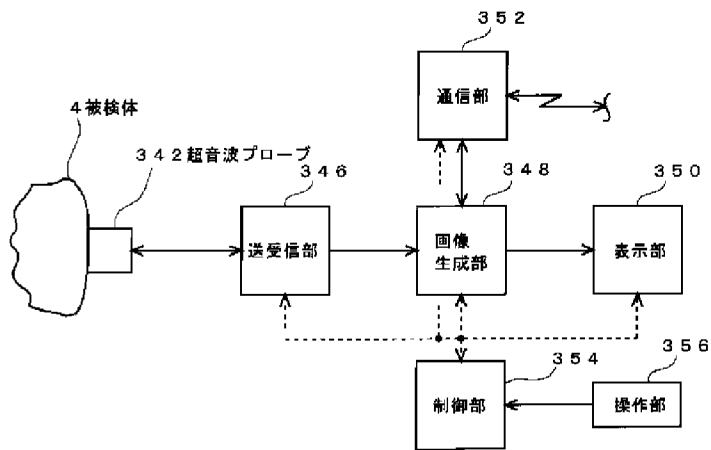 ３５２
通信部
４被検体
３４２超音波プローブ
３４６
３４８
３５０
送受信部
画像
生成部
表示部
３５４
３５６
制御部
操作部